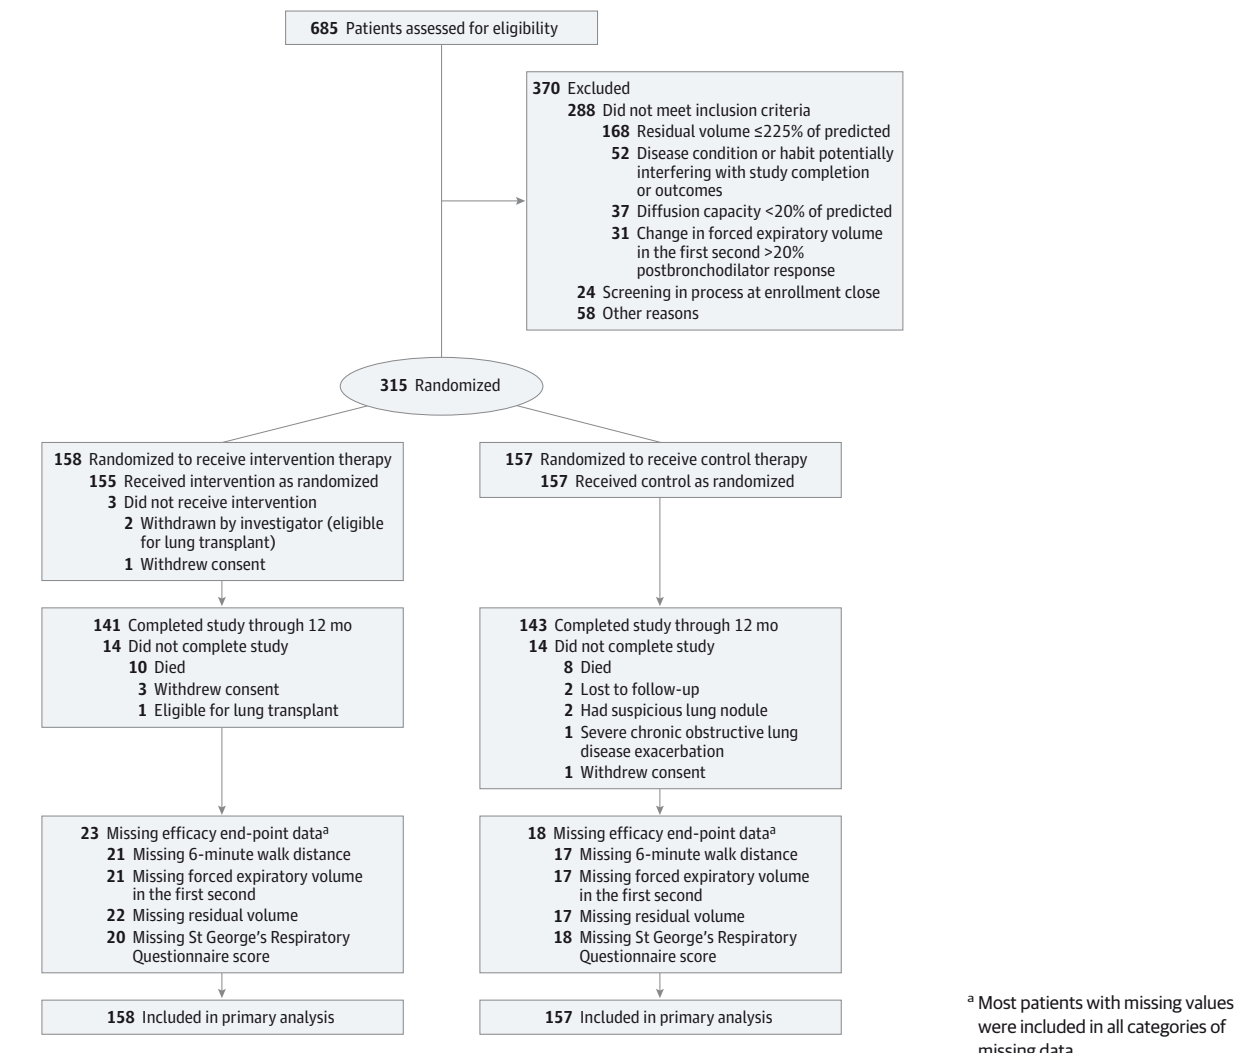 685 Patients assessed for eligibility
370 Excluded
288 Did not meet inclusion criteria
168 Residual volume ≤225% of predicted
52 Disease condition or habit potentially
interfering with study completion
or outcomes
37 Diffusion capacity <20% of predicted
31 Change in forced expiratory volume
in the first second >20%
postbronchodilator response
24 Screening in process at enrollment close
58 Other reasons
315 Randomized
158 Randomized to receive intervention therapy
155 Received intervention as randomized
3 Did not receive intervention
2 Withdrawn by investigator (eligible
for lung transplant)
1 Withdrew consent
157 Randomized to receive control therapy
157 Received control as randomized
141 Completed study through 12 mo
14 Did not complete study
10 Died
3 Withdrew consent
1 Eligible for lung transplant
143 Completed study through 12 mo
14 Did not complete study
8 Died
2 Lost to follow-up
2 Had suspicious lung nodule
1 Severe chronic obstructive lung
disease exacerbation
1 Withdrew consent
23 Missing efficacy end-point dataᵃ
21 Missing 6-minute walk distance
21 Missing forced expiratory volume
in the first second
22 Missing residual volume
20 Missing St George's Respiratory
Questionnaire score
18 Missing efficacy end-point dataᵃ
17 Missing 6-minute walk distance
17 Missing forced expiratory volume
in the first second
17 Missing residual volume
18 Missing St George's Respiratory
Questionnaire score
158 Included in primary analysis
157 Included in primary analysis
ᵃ Most patients with missing values
were included in all categories of
missing data